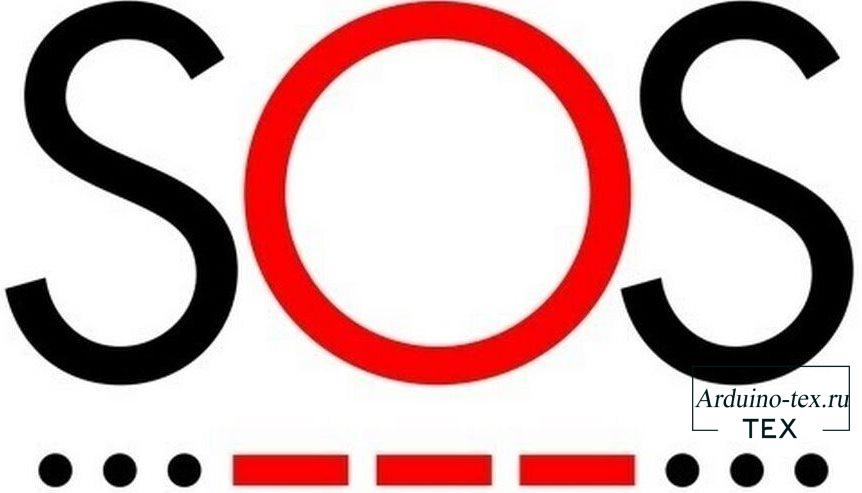 SOS
Arduino-tex.ru
TEX
••• — — — •••